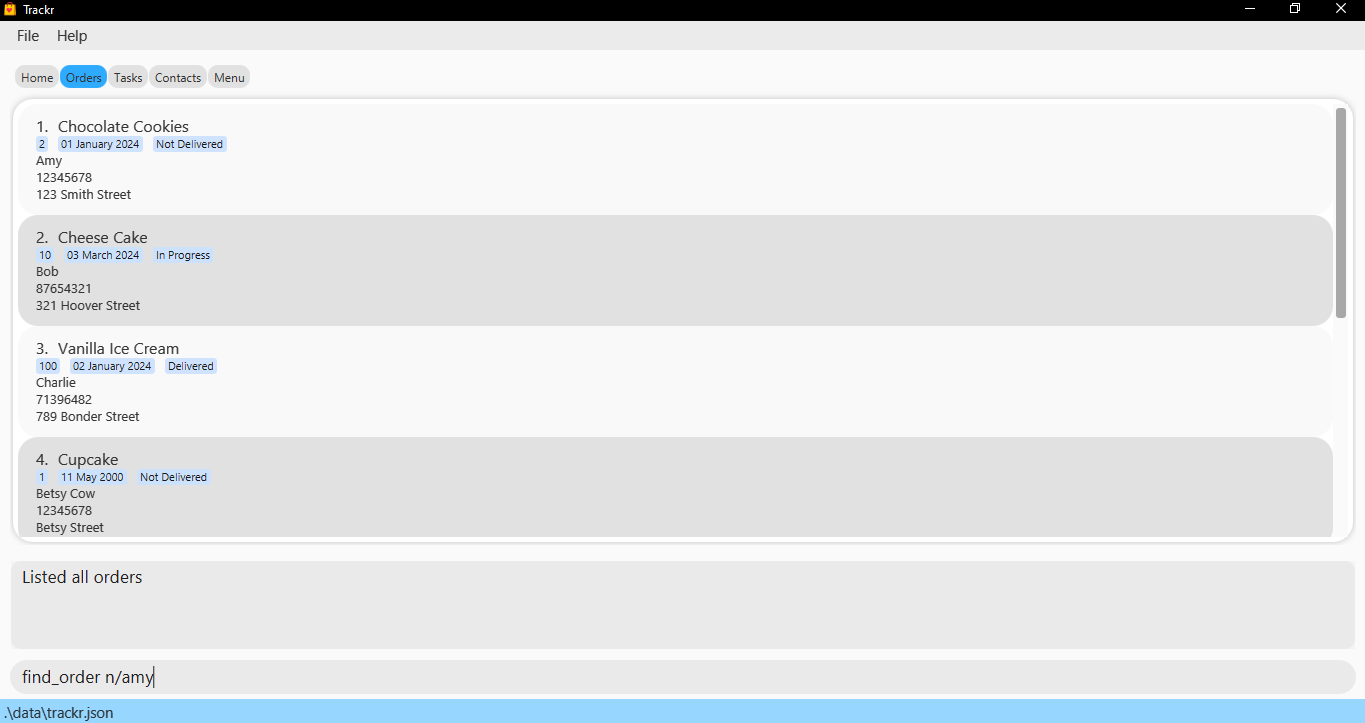 Trackr
File Help
Home Orders Tasks Contacts Menu
1. Chocolate Cookies
2 01 January 2024 Not Delivered
Amy
12345678
123 Smith Street
2. Cheese Cake
10 03 March 2024 In Progress
Bob
87654321
321 Hoover Street
3. Vanilla Ice Cream
100 02 January 2024 Delivered
Charlie
71396482
789 Bonder Street
4. Cupcake
1 11 May 2000 Not Delivered
Betsy Cow
12345678
Betsy Street
Listed all orders
find_order n/amy
.\data\trackr.json